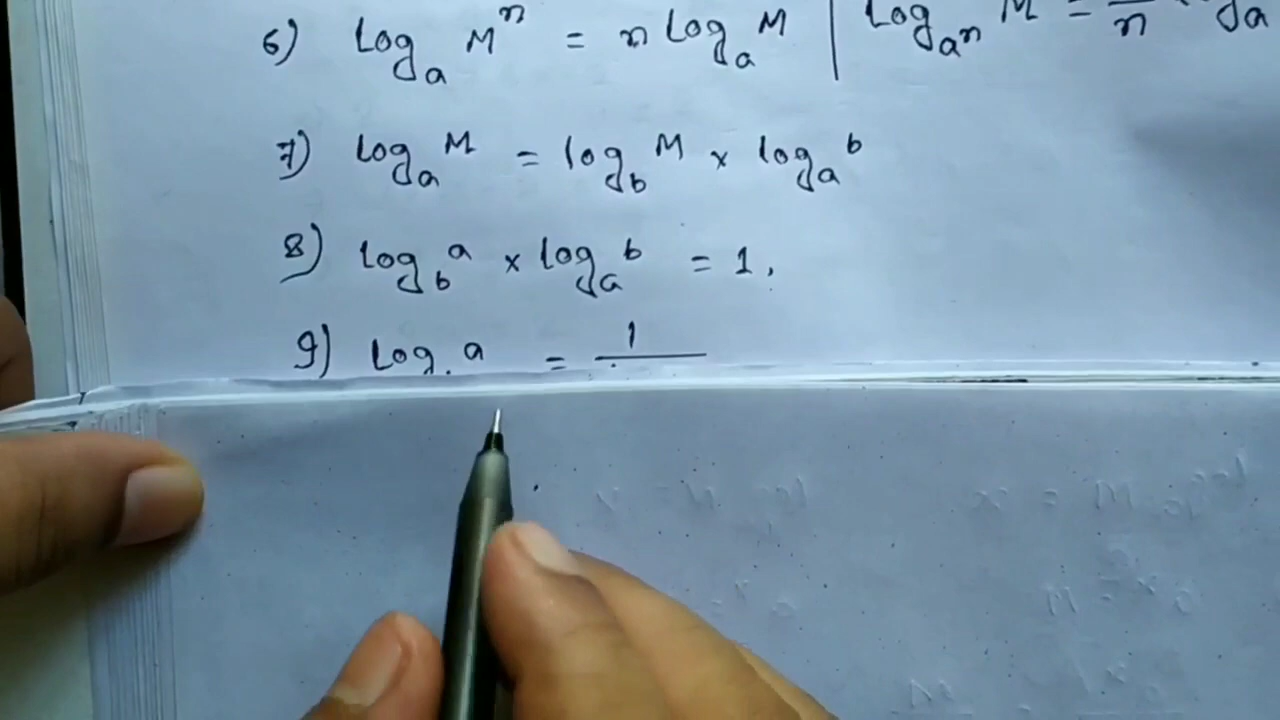 6) log_a M^n = n log_a M | log_{a^n} M = 1/n
7) log_a M = log_b M × log_a b
8) log_b a × log_a b = 1,
9) log a = 1